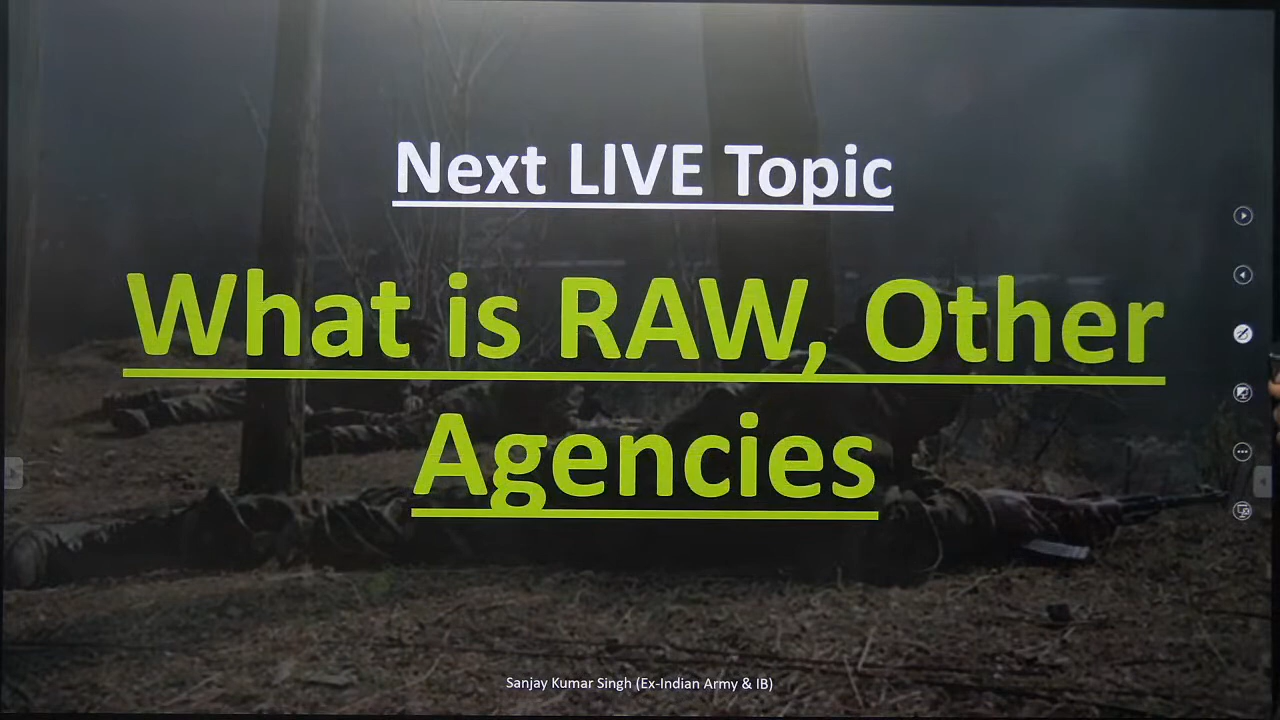 Next LIVE Topic
What is RAW, Other
Agencies
Sanjay Kumar Singh (Ex-Indian Army & IB)